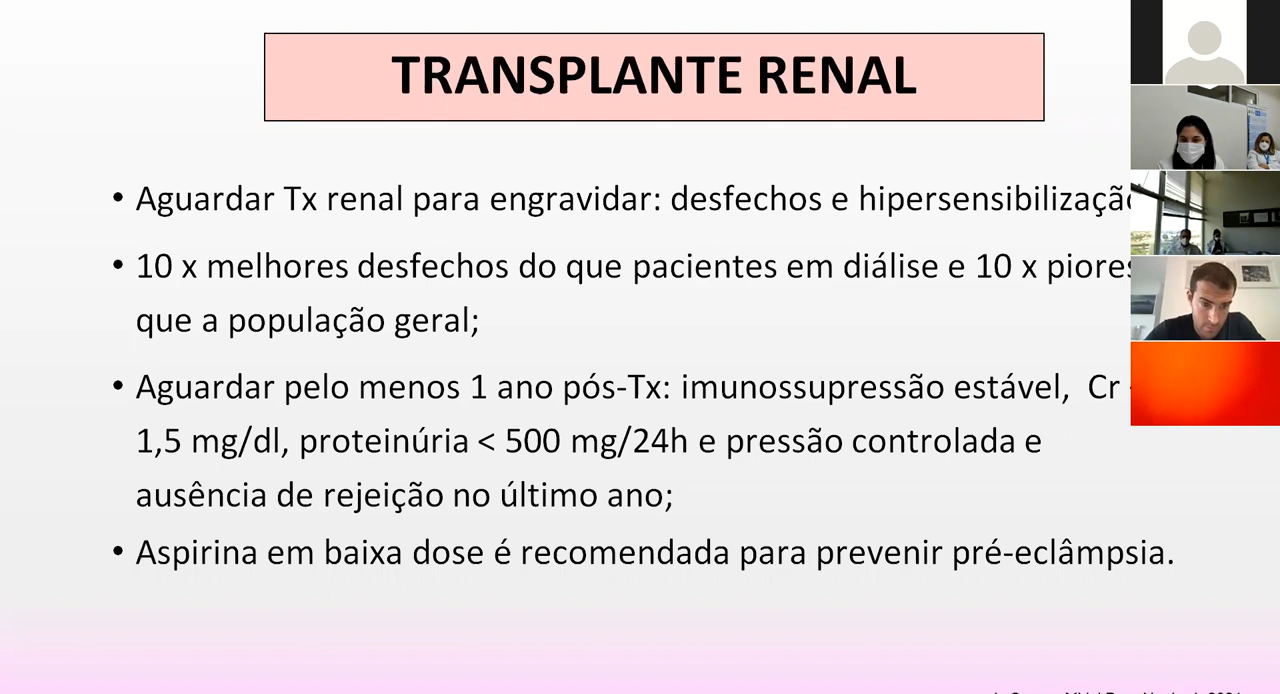 TRANSPLANTE RENAL
• Aguardar Tx renal para engravidar: desfechos e
• 10 x melhores desfechos do que pacientes em diálise e 10 x piores
que a população geral;
• Aguardar pelo menos 1 ano pós-Tx: imunossupressão estável, Cr
1,5 mg/dl, proteinúria < 500 mg/24h e pressão controlada e
ausência de rejeição no último ano;
• Aspirina em baixa dose é recomendada para prevenir pré-eclâmpsia.